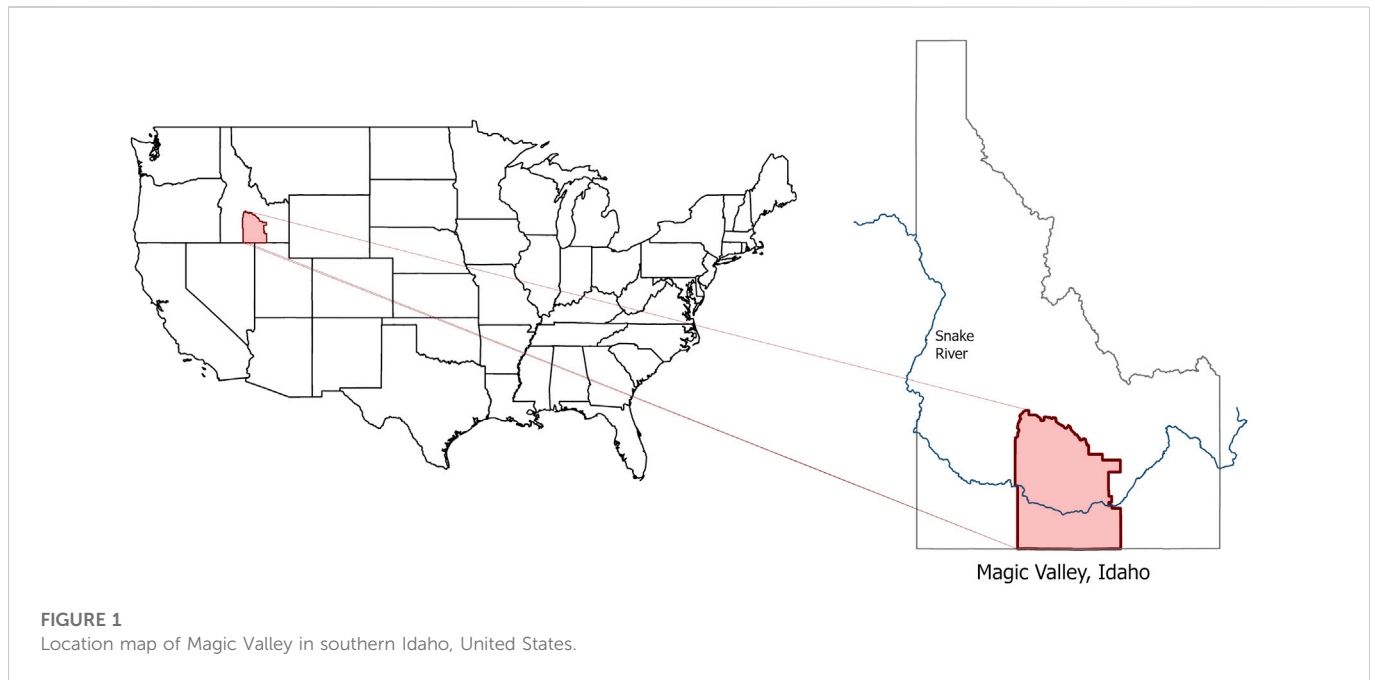 Snake
River
Magic Valley, Idaho
FIGURE 1
Location map of Magic Valley in southern Idaho, United States.